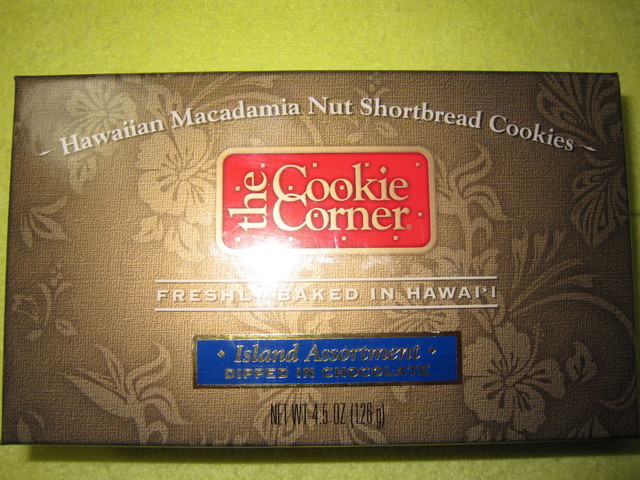 Hawaiian Macadamia Nut Shortbread Cookies
the Cookie Corner®
FRESHLY BAKED IN HAWAI'I
• Island Assortment •
DIPPED IN CHOCOLATE
NET WT 4.5 OZ (126 g)